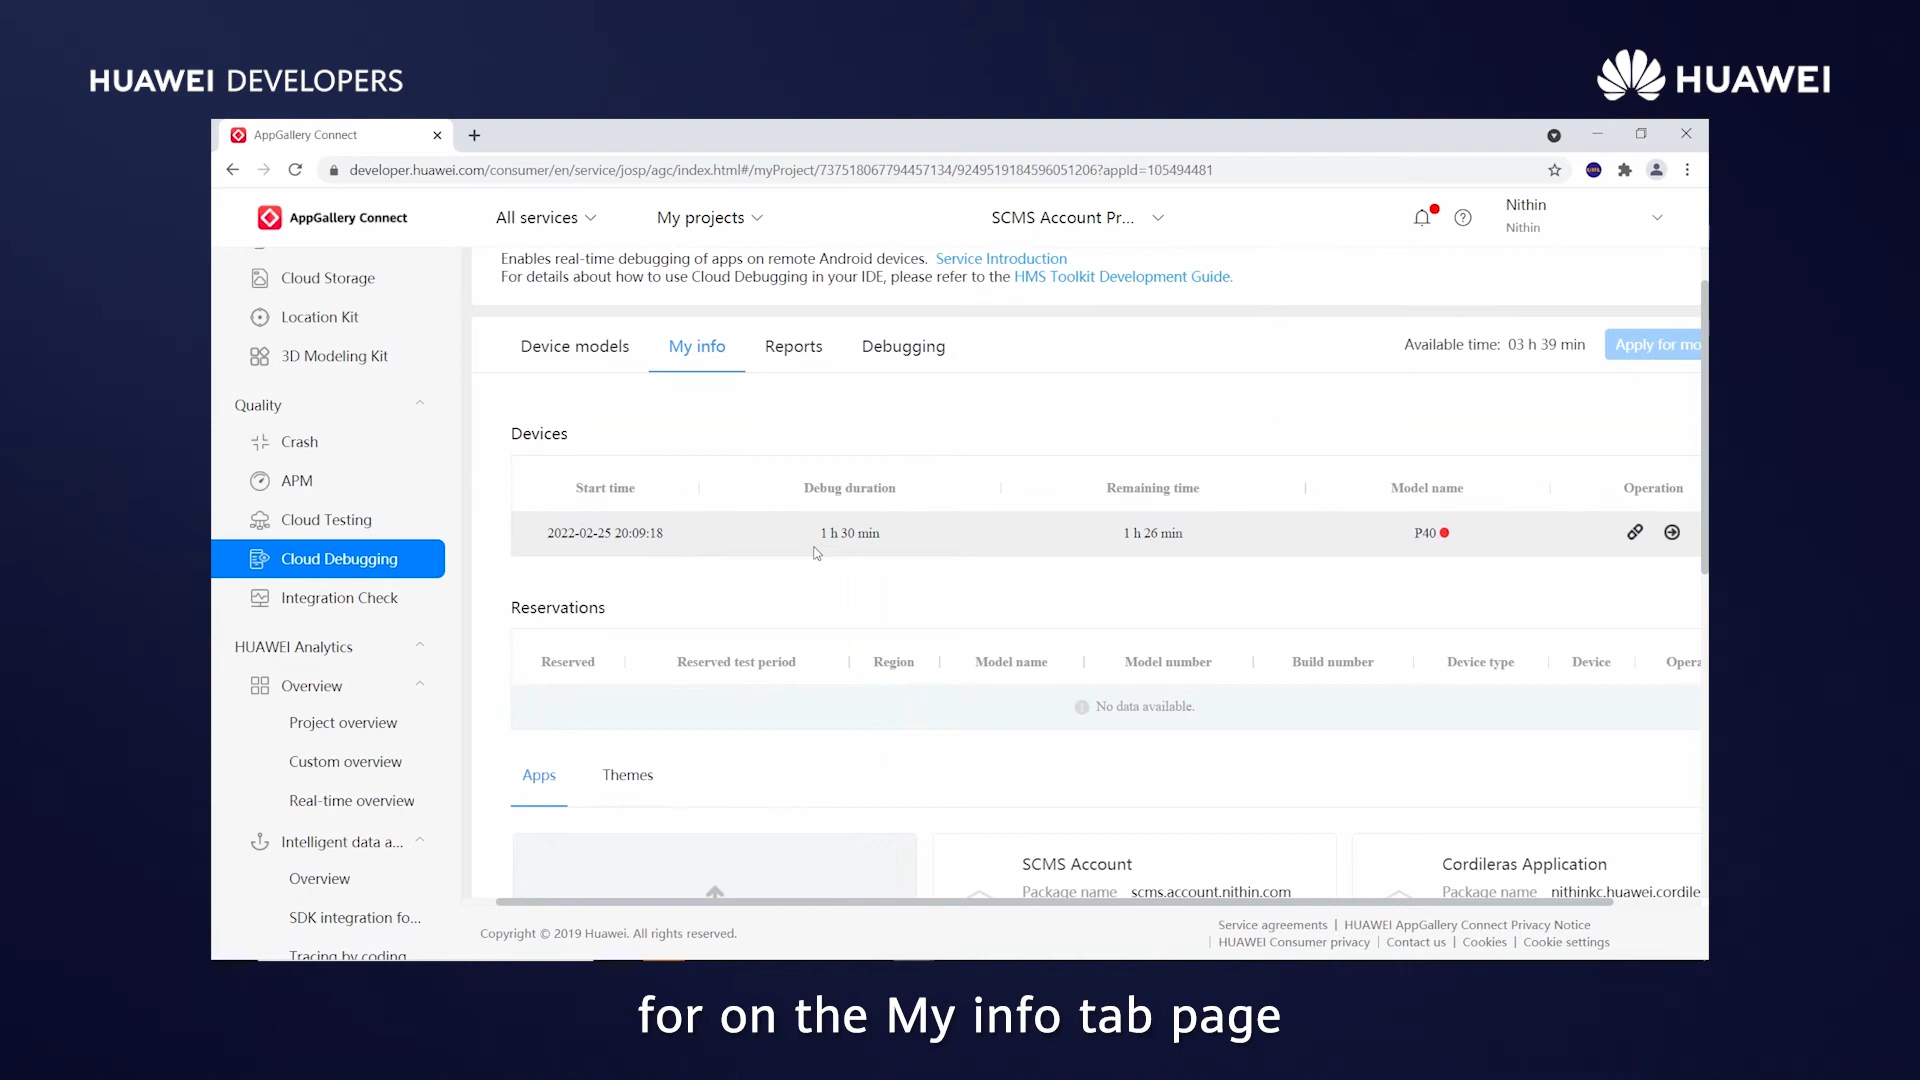 HUAWEI DEVELOPERS
HUAWEI
AppGallery Connect
developer.huawei.com/consumer/en/service/josp/agc/index.html#/myProject/737518067794457134/9249519184596051206?appId=105494481
AppGallery Connect
All services
My projects
SCMS Account Pr...
Nithin
Nithin
Cloud Storage
Location Kit
3D Modeling Kit
Quality
Crash
APM
Cloud Testing
Cloud Debugging
Integration Check
HUAWEI Analytics
Overview
Project overview
Custom overview
Real-time overview
Intelligent data a...
Overview
SDK integration fo...
Tracing by coding
Enables real-time debugging of apps on remote Android devices. Service Introduction
For details about how to use Cloud Debugging in your IDE, please refer to the HMS Toolkit Development Guide.
Device models
My info
Reports
Debugging
Available time: 03 h 39 min
Apply for mo
Devices
Start time Debug duration Remaining time Model name Operation
2022-02-25 20:09:18 1 h 30 min 1 h 26 min P40
Reservations
Reserved Reserved test period Region Model name Model number Build number Device type Device Opera
No data available.
Apps Themes
SCMS Account
Package name scms.account.nithin.com
Cordileras Application
Package name nithinkc.huawei.cordile
Copyright © 2019 Huawei. All rights reserved.
Service agreements | HUAWEI AppGallery Connect Privacy Notice
| HUAWEI Consumer privacy | Contact us | Cookies | Cookie settings
for on the My info tab page